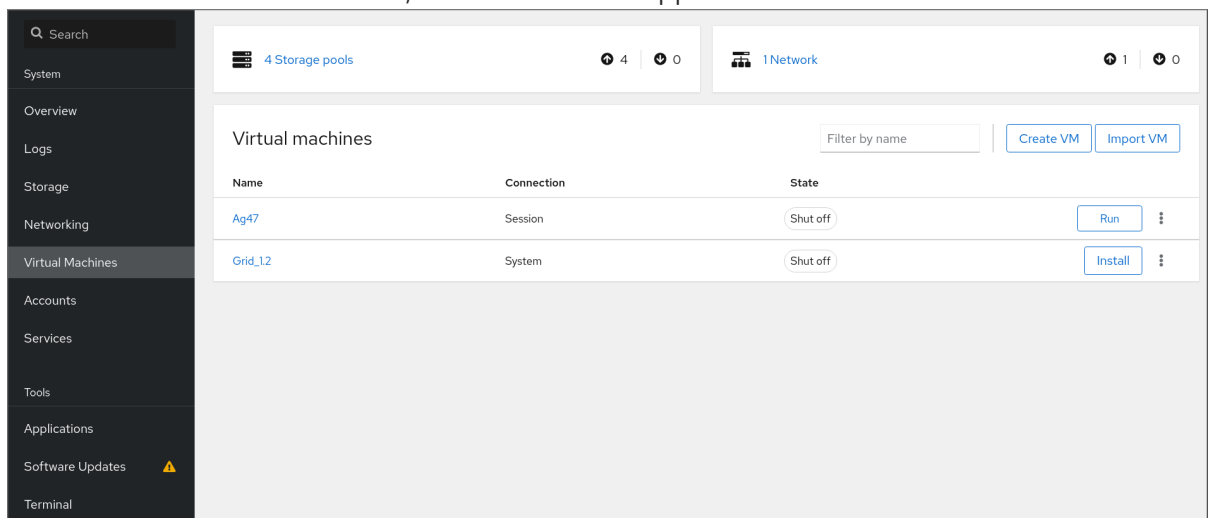 Search
System
Overview
Logs
Storage
Networking
Virtual Machines
Accounts
Services
Tools
Applications
Software Updates
Terminal
4 Storage pools 4 0
1 Network 1 0
Virtual machines Filter by name Create VM Import VM
Name Connection State
Ag47 Session Shut off Run
Grid_1.2 System Shut off Install